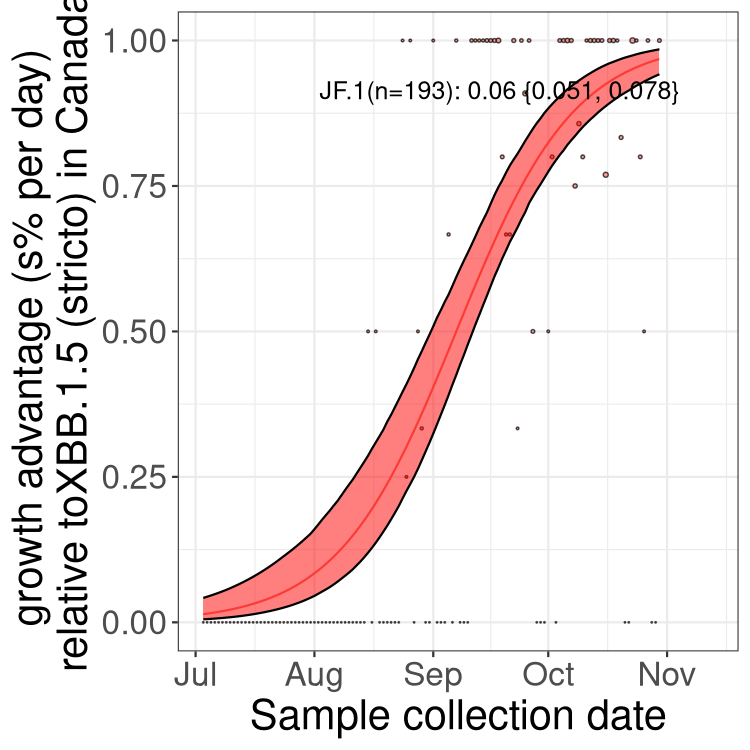 growth advantage (s% per day)
relative toXBB.1.5 (stricto) in Canada
1.00
0.75
0.50
0.25
0.00
JF.1(n=193): 0.06 {0.051, 0.078}
Jul Aug Sep Oct Nov
Sample collection date